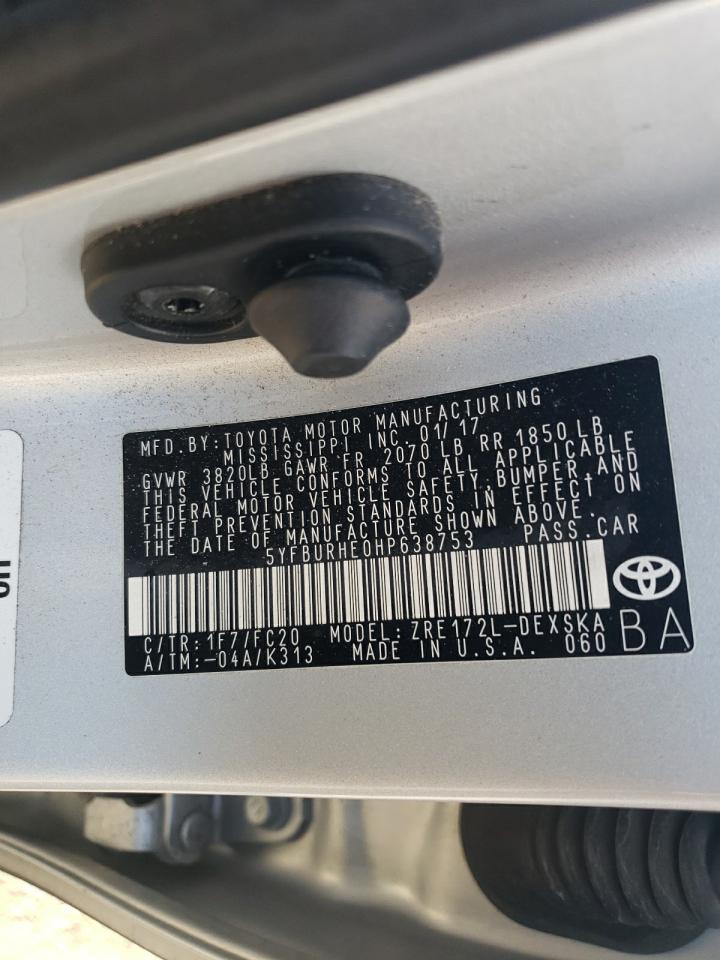 MFD.BY:TOYOTA MOTOR MANUFACTURING
MISSISSIPPI INC. 01/17
GVWR 3820LB GAWR FR 2070 LB RR 1850LB
THIS VEHICLE CONFORMS TO ALL APPLICABLE
FEDERAL MOTOR VEHICLE SAFETY,BUMPER,AND
THEFT PREVENTION STANDARDS IN EFFECT ON
THE DATE OF MANUFACTURE SHOWN ABOVE.
5YFBURHE0HP638753 PASS.CAR
C/TR:1F7/FC20 MODEL:ZRE172L-DEXSKA
A/TM:-04A/K313 MADE IN U.S.A. 060
BA